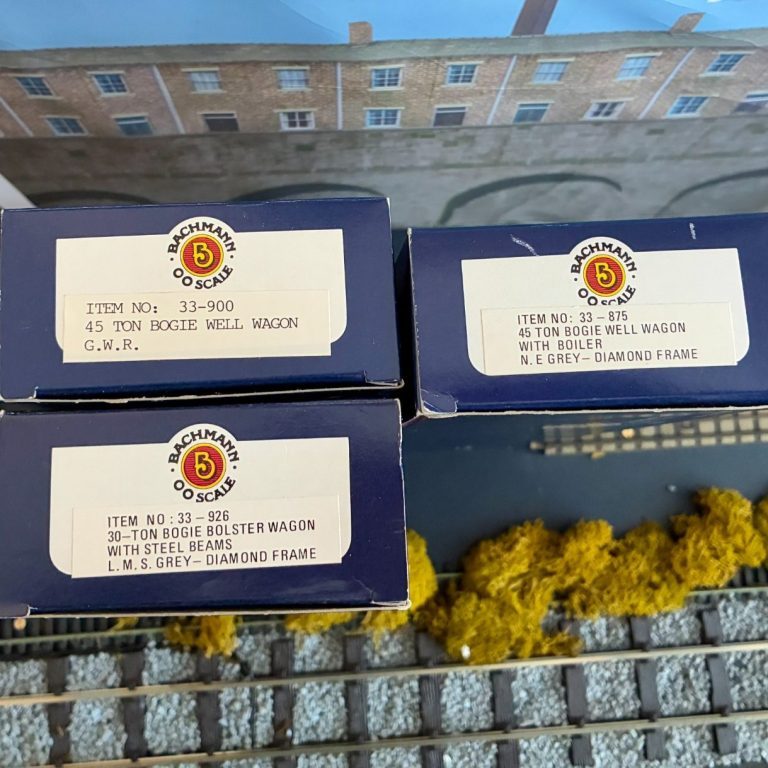 BACHMANN
OO SCALE
ITEM NO: 33-900
45 TON BOGIE WELL WAGON
G.W.R.
BACHMANN
OO SCALE
ITEM NO: 33 – 875
45 TON BOGIE WELL WAGON
WITH BOILER
N. E GREY – DIAMOND FRAME
BACHMANN
OO SCALE
ITEM NO : 33 – 926
30–TON BOGIE BOLSTER WAGON
WITH STEEL BEAMS
L.M.S. GREY – DIAMOND FRAME